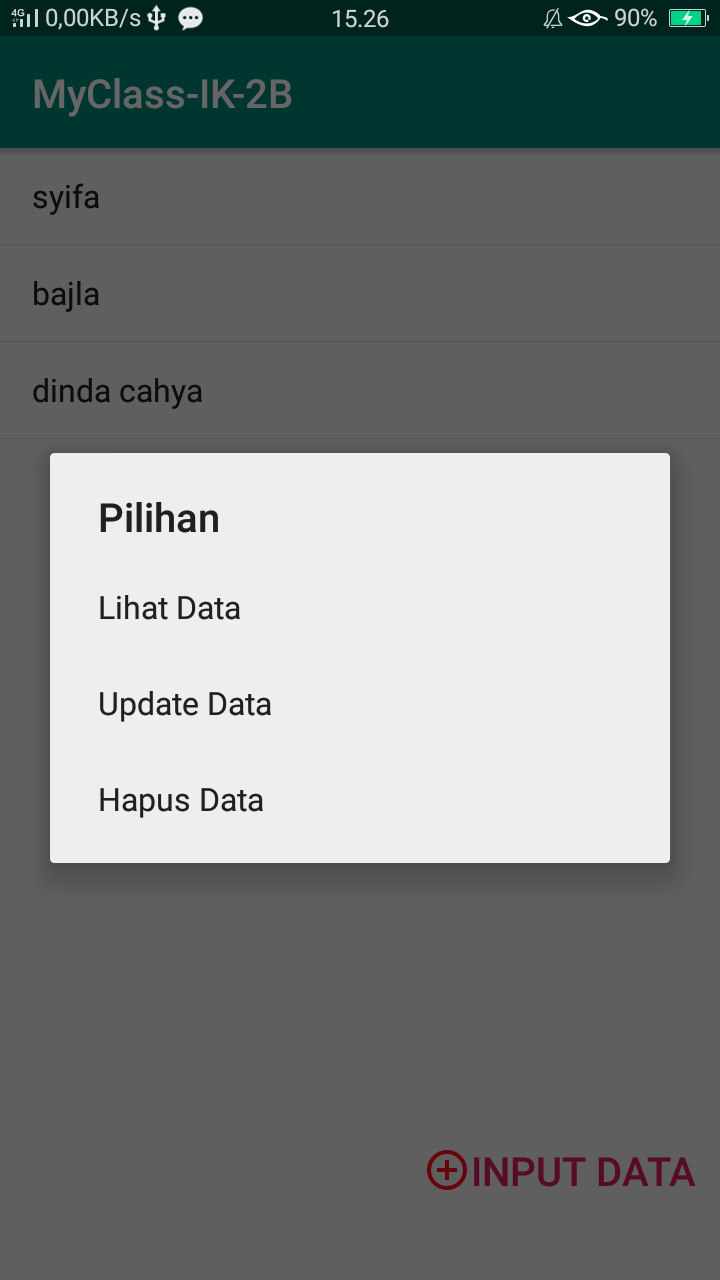 4G 0,00KB/s 15.26 90%
MyClass-IK-2B
syifa
bajla
dinda cahya
Pilihan
Lihat Data
Update Data
Hapus Data
INPUT DATA